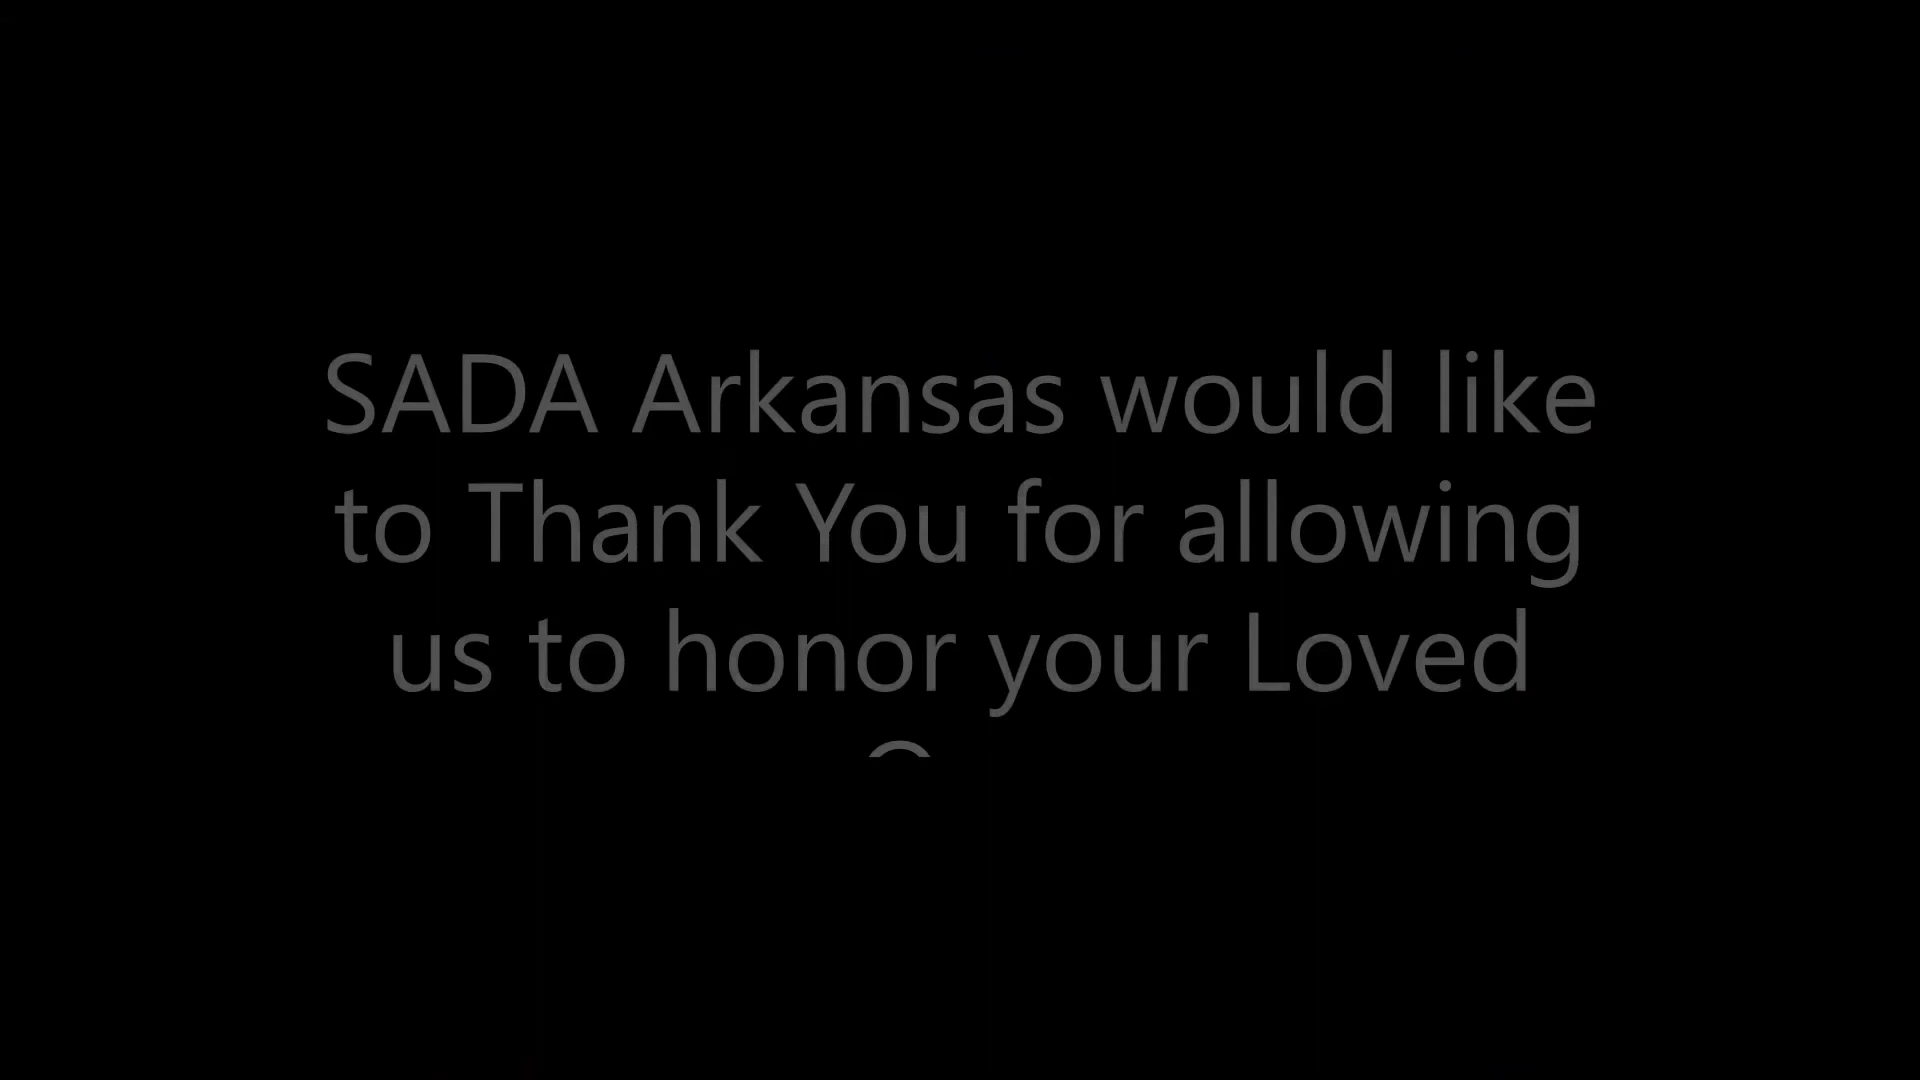 SADA Arkansas would like
to Thank You for allowing
us to honor your Loved